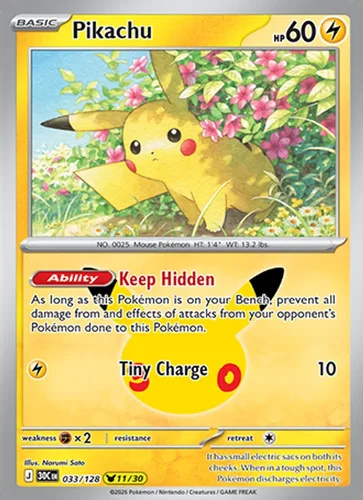 BASIC
Pikachu
HP 60
NO. 0025 Mouse Pokémon HT: 1'4" WT: 13.2 lbs.
Ability Keep Hidden
As long as this Pokémon is on your Bench, prevent all
damage from and effects of attacks from your opponent's
Pokémon done to this Pokémon.
Tiny Charge 10
weakness ×2 resistance retreat
Illus. Narumi Sato
J 30C EN 033/128 11/30
It has small electric sacs on both its
cheeks. When in a tough spot, this
Pokémon discharges electricity.
©2026 Pokémon / Nintendo / Creatures / GAME FREAK